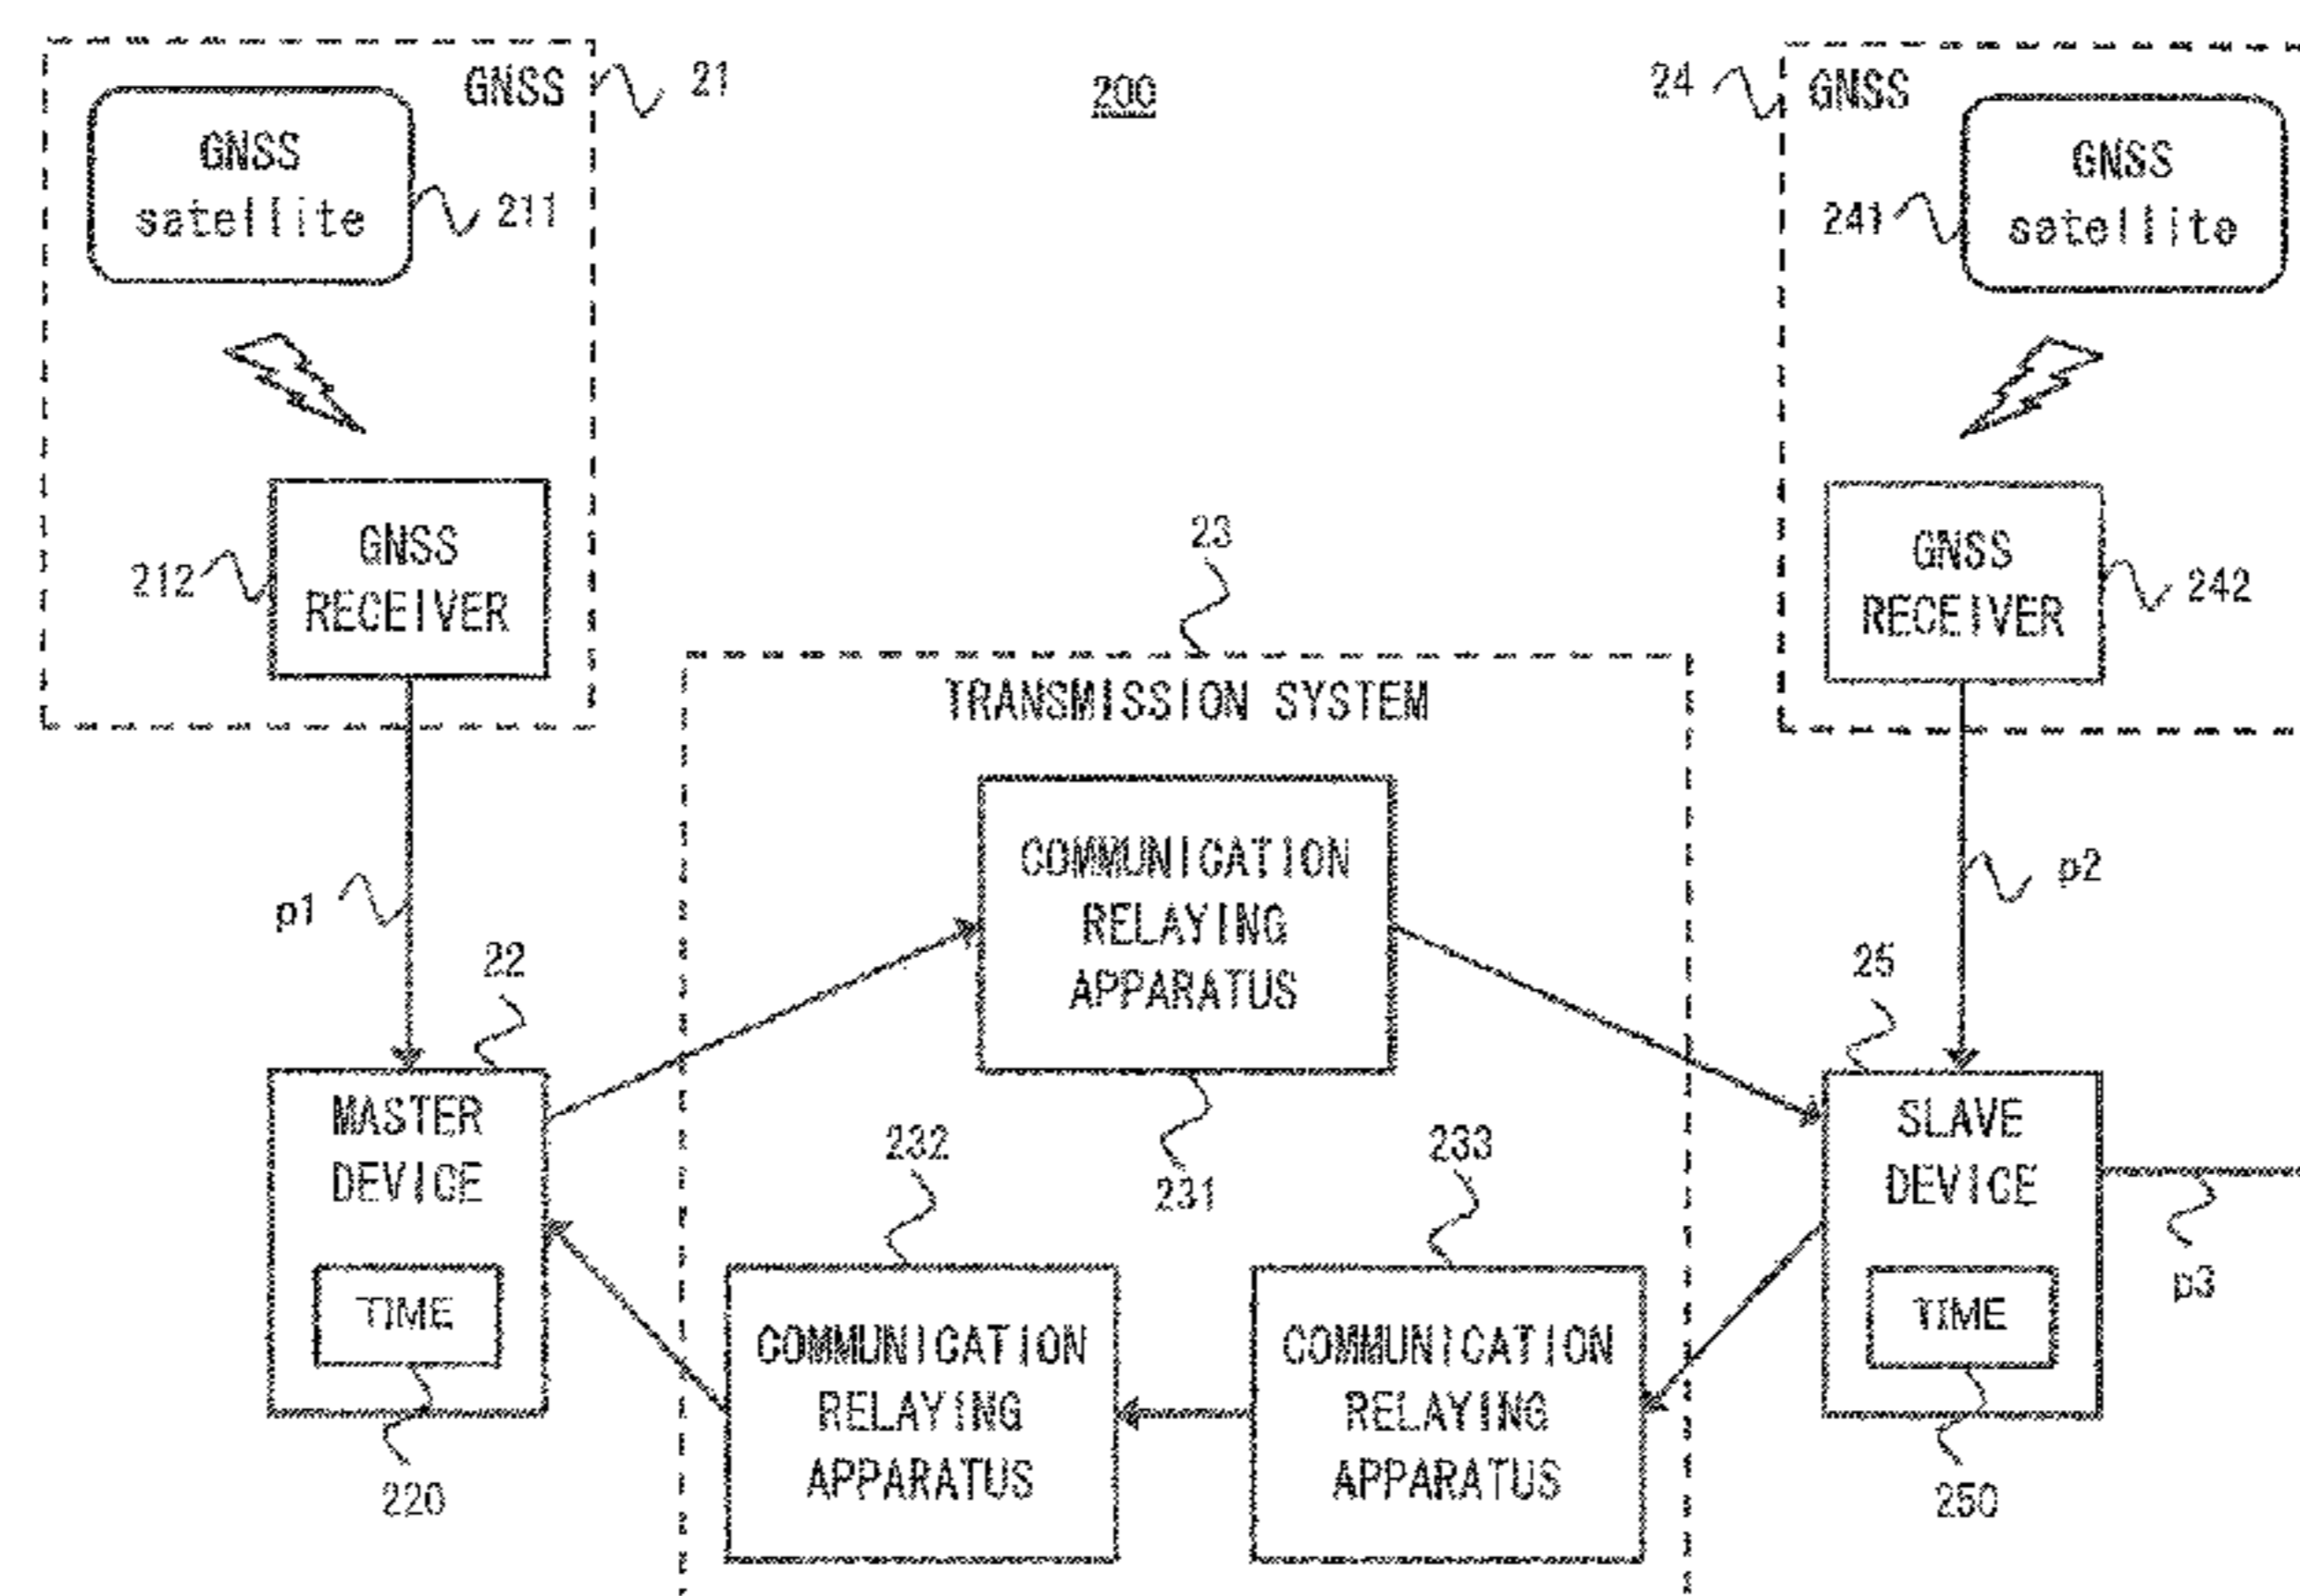 GNSS
21
200
24
GNSS
GNSS
satellite
211
241
GNSS
satellite
212
GNSS
RECEIVER
23
GNSS
RECEIVER
242
TRANSMISSION SYSTEM
p1
22
COMMUNICATION
RELAYING
APPARATUS
p2
25
MASTER
DEVICE
232
231
233
SLAVE
DEVICE
p3
TIME
COMMUNICATION
RELAYING
APPARATUS
COMMUNICATION
RELAYING
APPARATUS
TIME
220
250